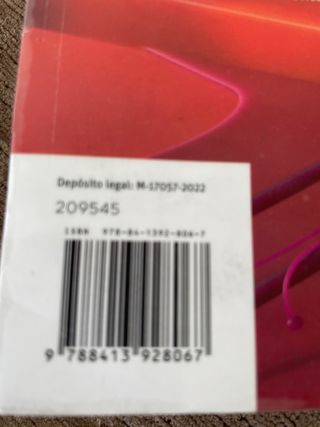 Depósito legal: M-17057-2022
209545
ISBN 978-84-1392-806-7
9 788413 928067